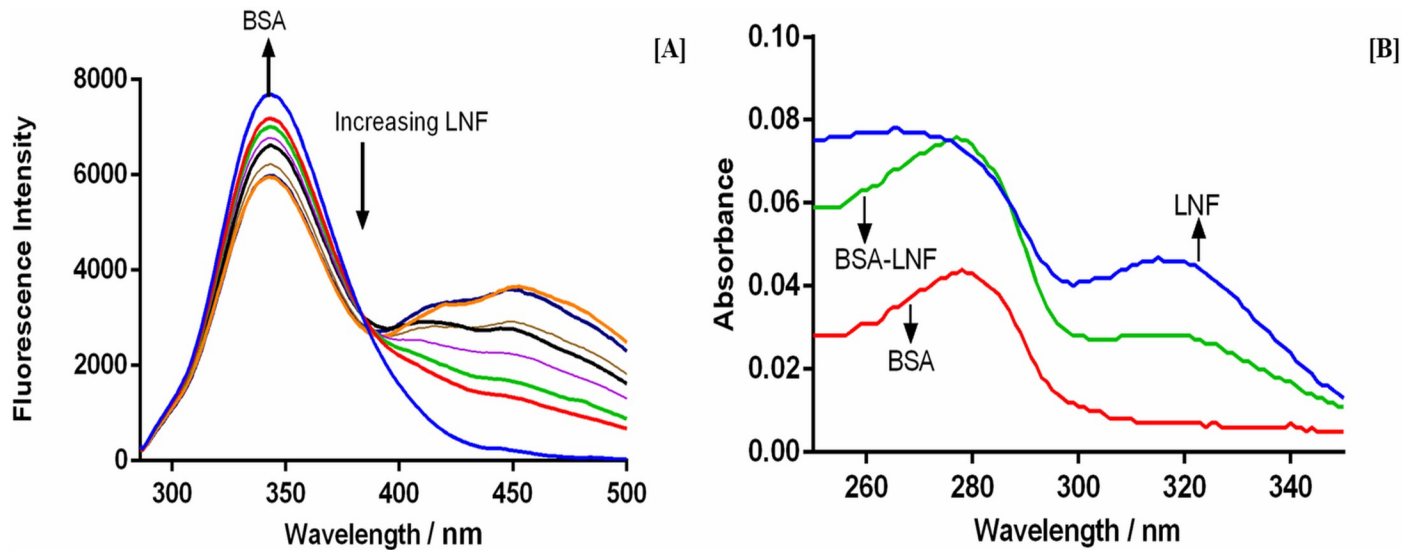 BSA
[A]
Increasing LNF
Fluorescence Intensity
8000
6000
4000
2000
0
300 350 400 450 500
Wavelength / nm
[B]
Absorbance
0.10
0.08
0.06
0.04
0.02
0.00
LNF
BSA-LNF
BSA
260 280 300 320 340
Wavelength / nm